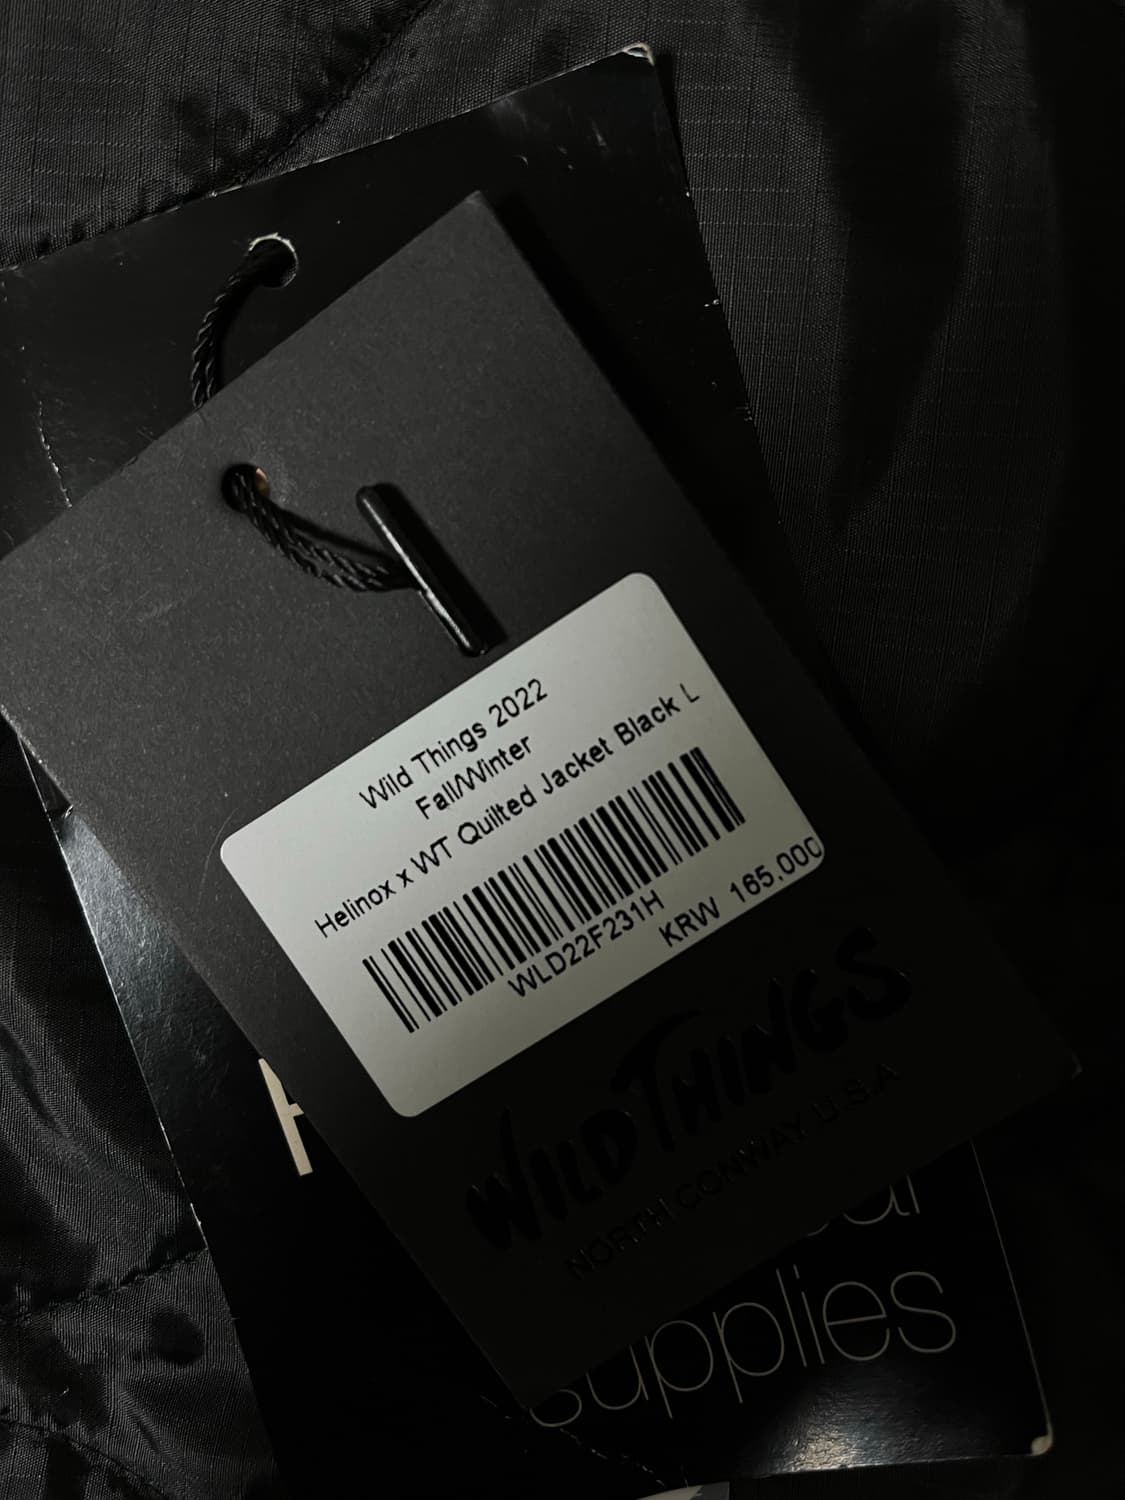 Wild Things 2022
Fall/Winter
Helinox x WT Quilted Jacket Black L
WLD22F231H
KRW 165,000
WILD THINGS
NORTH CONWAY U.S.A
supplies